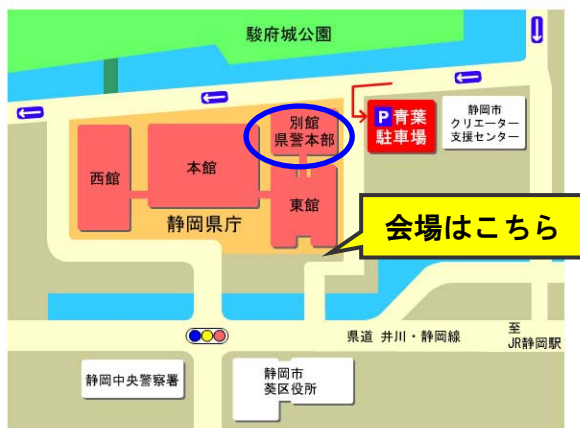 駿府城公園
別館
県警本部
P 青葉
駐車場
静岡市
クリエーター
支援センター
西館
本館
東館
静岡県庁
会場はこちら
県道 井川・静岡線
至
JR静岡駅
静岡中央警察署
静岡市
葵区役所